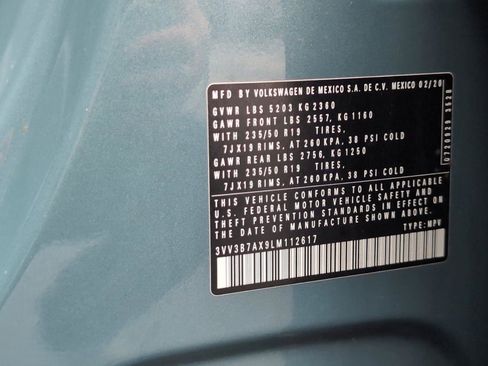 MFD BY VOLKSWAGEN DE MEXICO S.A. DE C.V. MEXICO 02/20
GVWR LBS 5203 KG 2360
GAWR FRONT LBS 2557, KG 1160
WITH 235/50 R19 TIRES,
7JX19 RIMS, AT 260 KPA, 38 PSI COLD
GAWR REAR LBS 2756, KG 1250
WITH 235/50 R19 TIRES,
7JX19 RIMS, AT 260 KPA, 38 PSI COLD
THIS VEHICLE CONFORMS TO ALL APPLICABLE
U.S. FEDERAL MOTOR VEHICLE SAFETY AND
THEFT PREVENTION STANDARDS IN EFFECT ON
DATE OF MANUFACTURE SHOWN ABOVE.
3VV3B7AX9LM112617 TYPE: MPV